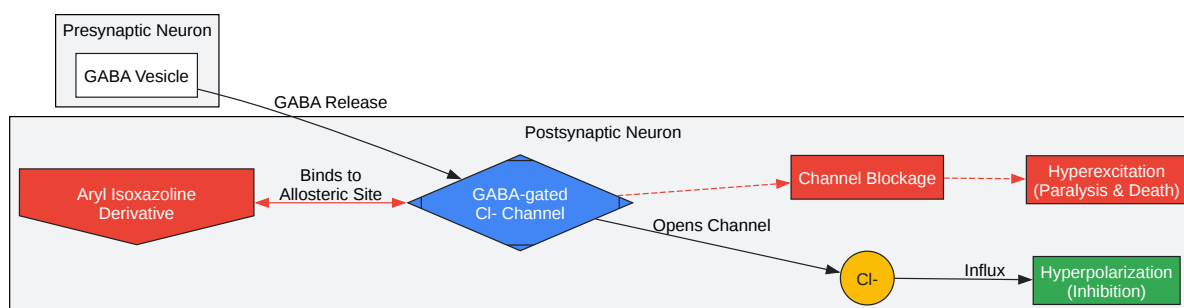 Presynaptic Neuron
GABA Vesicle
GABA Release
Postsynaptic Neuron
Aryl Isoxazoline
Derivative
Binds to
Allosteric Site
GABA-gated
Cl- Channel
Channel Blockage
Hyperexcitation
(Paralysis & Death)
Opens Channel
Cl-
Influx
Hyperpolarization
(Inhibition)